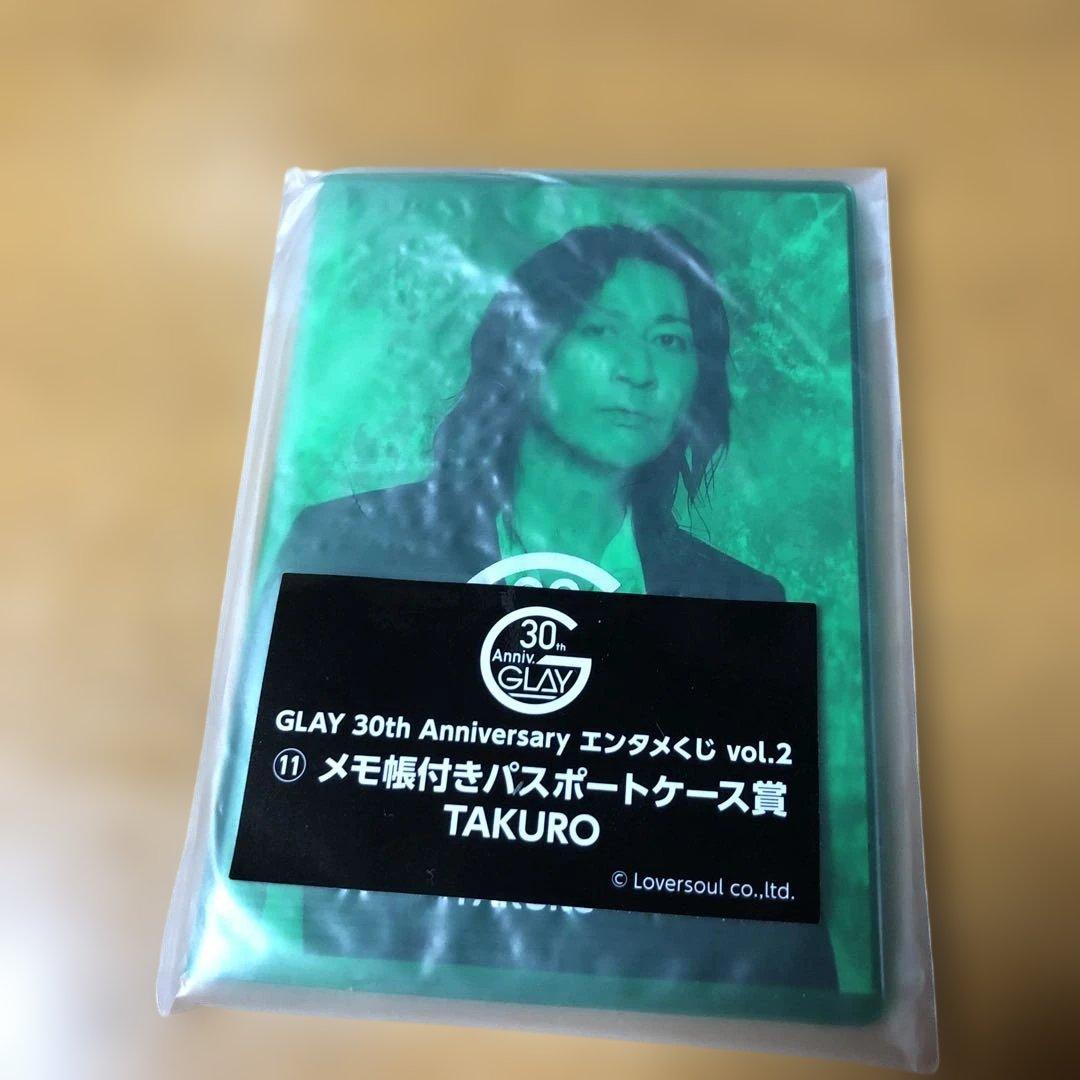 30th
Anniv.
GLAY
GLAY 30th Anniversary エンタメくじ vol.2
⑪ メモ帳付きパスポートケース賞
TAKURO
© Loversoul co.,ltd.